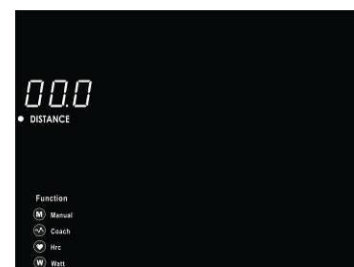 00.0
DISTANCE
Function
M Manual
Coach
Hrc
W Watt